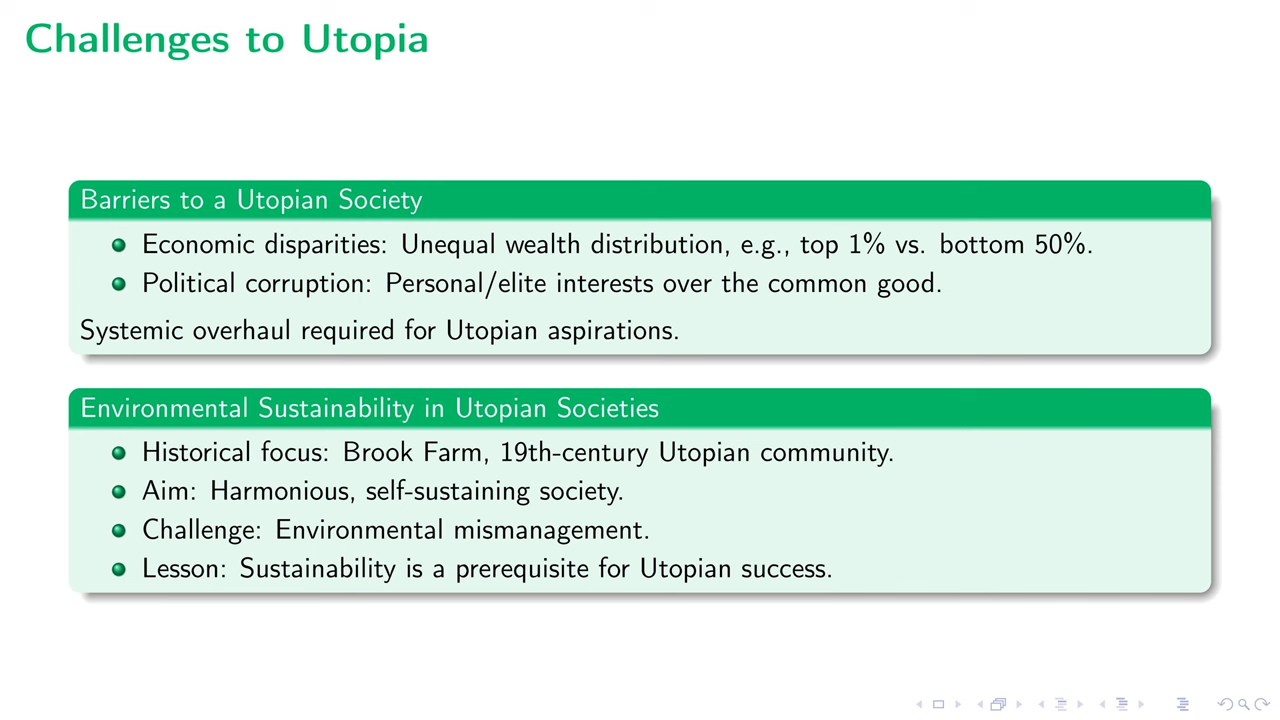 Challenges to Utopia
Barriers to a Utopian Society
Economic disparities: Unequal wealth distribution, e.g., top 1% vs. bottom 50%.
Political corruption: Personal/elite interests over the common good.
Systemic overhaul required for Utopian aspirations.
Environmental Sustainability in Utopian Societies
Historical focus: Brook Farm, 19th-century Utopian community.
Aim: Harmonious, self-sustaining society.
Challenge: Environmental mismanagement.
Lesson: Sustainability is a prerequisite for Utopian success.